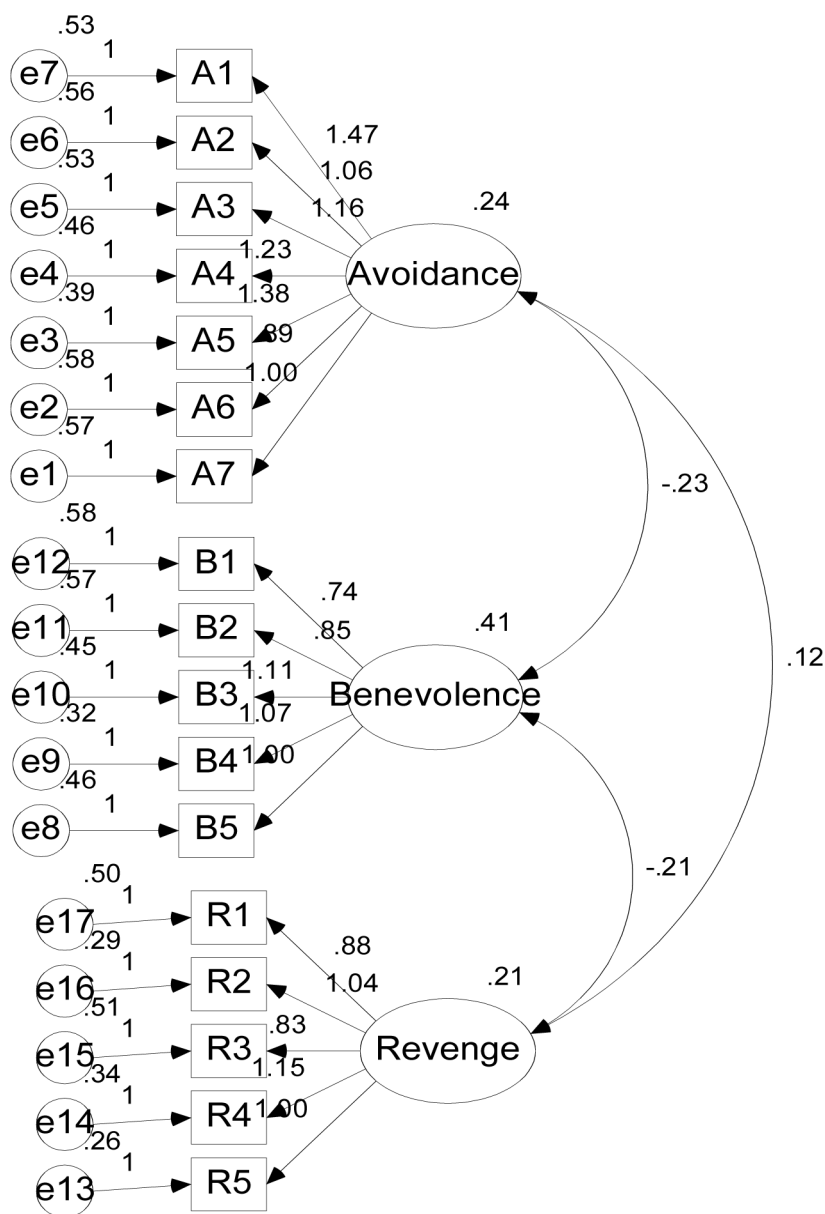 .53
1
e7 A1
.56
1
e6 A2
1.47
.53
1.06
1
e5 A3
1.16
.24
.46
1
e4 A4
1.23
Avoidance
.39
1.38
1
e3 A5
.89
.58
1.00
1
e2 A6
.57
1
e1 A7
-.23
.58
1
e12 B1
.57
.74
1
e11 B2
.85
.41
.45
1.11
1
e10 B3
Benevolence
.12
.32
1.07
1
e9 B4
1.00
.46
1
e8 B5
-.21
.50
1
e17 R1
.29
.88
1
e16 R2
1.04
.21
.51
.83
1
e15 R3
Revenge
.34
1.15
1
e14 R4
1.00
.26
1
e13 R5